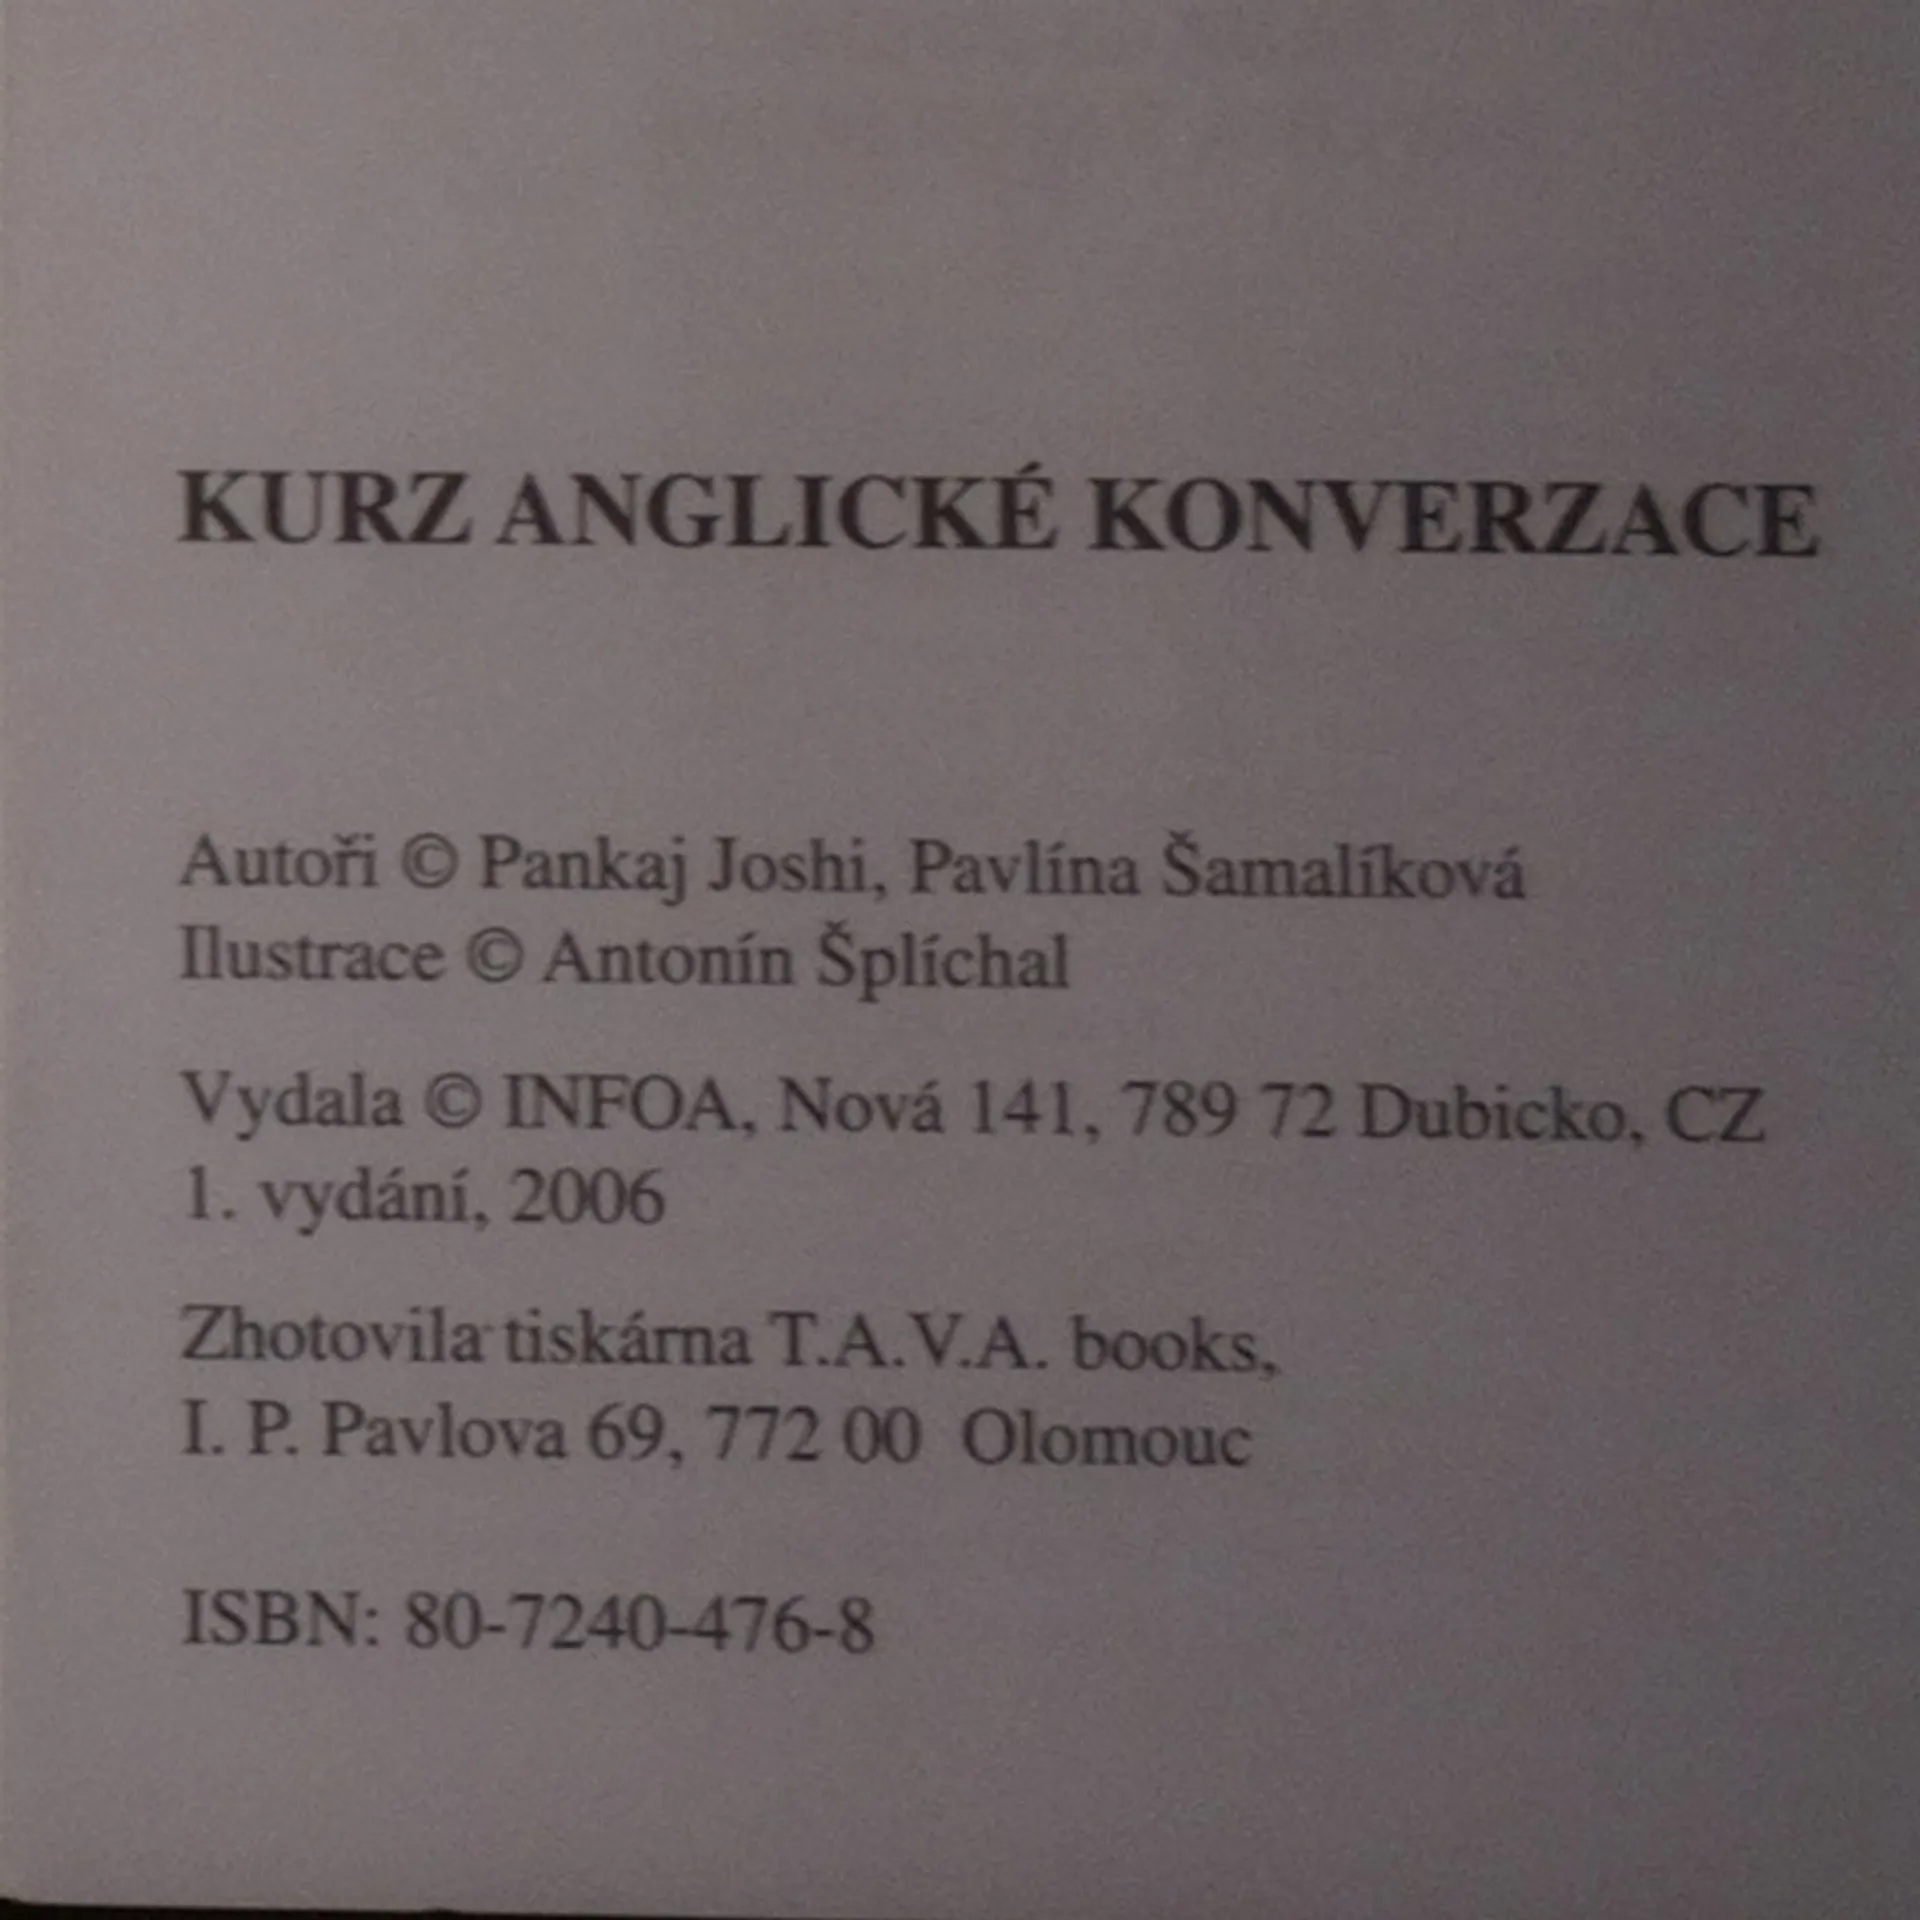 KURZ ANGLICKÉ KONVERZACE
Autoři © Pankaj Joshi, Pavlína Šamalíková
Ilustrace © Antonín Šplíchal
Vydala © INFOA, Nová 141, 789 72 Dubicko, CZ
1. vydání, 2006
Zhotovila tiskárna T.A.V.A. books,
I. P. Pavlova 69, 772 00 Olomouc
ISBN: 80-7240-476-8